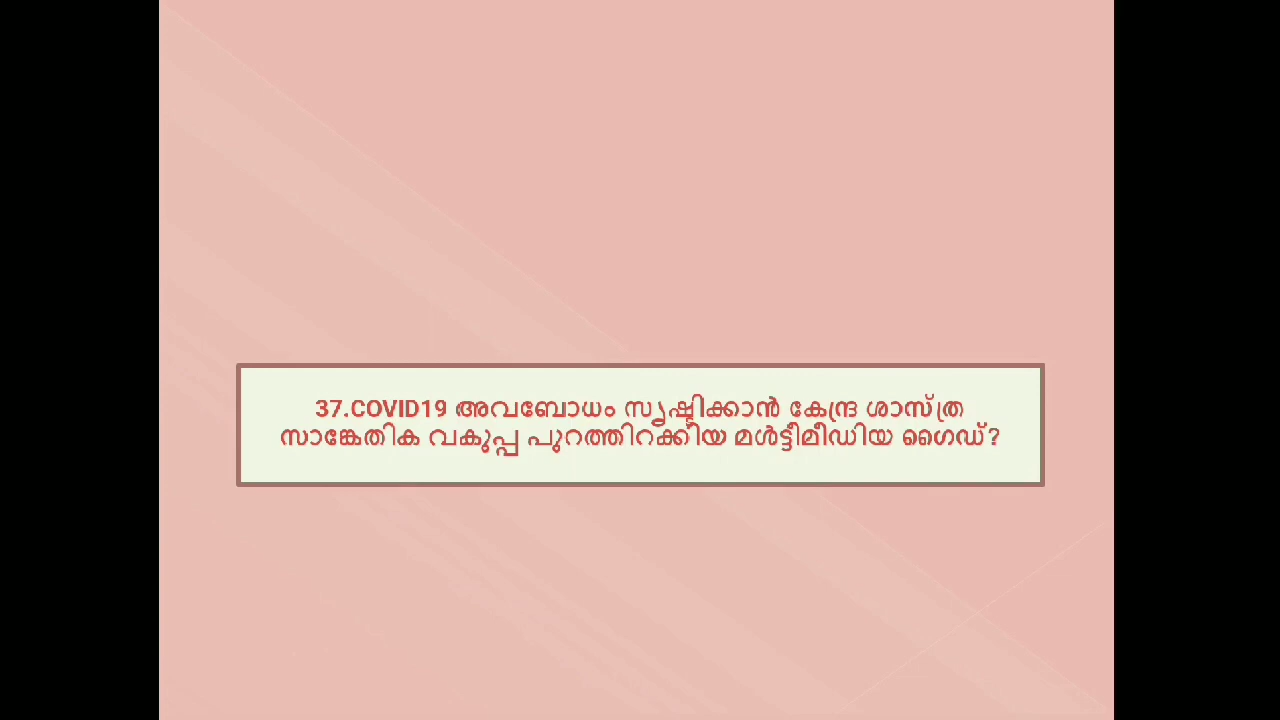 37.COVID19 അവബോധം സൃഷ്ടിക്കാൻ കേന്ദ്ര ശാസ്ത്ര
സാങ്കേതിക വകുപ്പ പുറത്തിറക്കിയ മൾട്ടീമീഡിയ ഗൈഡ്?